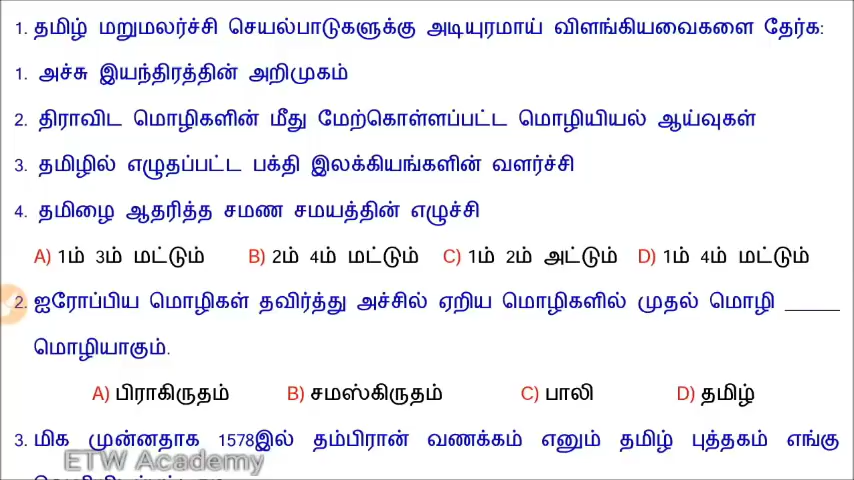 1. தமிழ் மறுமலர்ச்சி செயல்பாடுகளுக்கு அடியுரமாய் விளங்கியவைகளை தேர்க:
1. அச்சு இயந்திரத்தின் அறிமுகம்
2. திராவிட மொழிகளின் மீது மேற்கொள்ளப்பட்ட மொழியியல் ஆய்வுகள்
3. தமிழில் எழுதப்பட்ட பக்தி இலக்கியங்களின் வளர்ச்சி
4. தமிழை ஆதரித்த சமண சமயத்தின் எழுச்சி
A) 1ம் 3ம் மட்டும் B) 2ம் 4ம் மட்டும் C) 1ம் 2ம் அட்டும் D) 1ம் 4ம் மட்டும்
2. ஐரோப்பிய மொழிகள் தவிர்த்து அச்சில் ஏறிய மொழிகளில் முதல் மொழி ______
மொழியாகும்.
A) பிராகிருதம் B) சமஸ்கிருதம் C) பாலி D) தமிழ்
3. மிக முன்னதாக 1578இல் தம்பிரான் வணக்கம் எனும் தமிழ் புத்தகம் எங்கு
ETW Academy